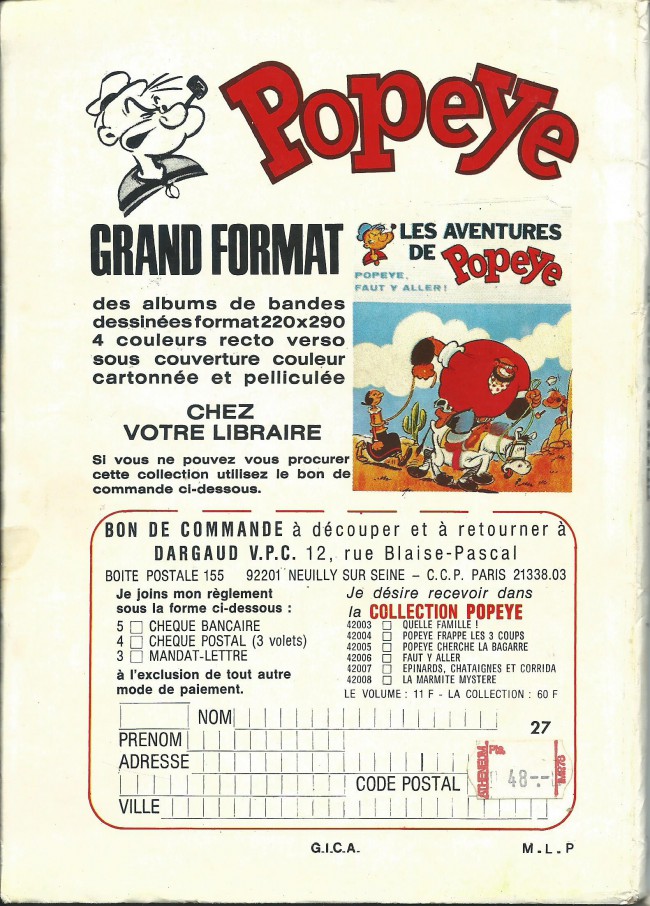 Popeye
GRAND FORMAT
des albums de bandes
dessinées format 220x290
4 couleurs recto verso
sous couverture couleur
cartonnée et pelliculée
CHEZ
VOTRE LIBRAIRE
Si vous ne pouvez vous procurer
cette collection utilisez le bon de
commande ci-dessous.
LES AVENTURES
DE Popeye
POPEYE,
FAUT Y ALLER!
BON DE COMMANDE à découper et à retourner à
DARGAUD V.P.C. 12, rue Blaise-Pascal
BOITE POSTALE 155 92201 NEUILLY SUR SEINE – C.C.P. PARIS 21338.03
Je joins mon règlement
sous la forme ci-dessous :
5 □ CHEQUE BANCAIRE
4 □ CHEQUE POSTAL (3 volets)
3 □ MANDAT-LETTRE
à l'exclusion de tout autre
mode de paiement.
Je désire recevoir dans
la COLLECTION POPEYE
42003 □ QUELLE FAMILLE !
42004 □ POPEYE FRAPPE LES 3 COUPS
42005 □ POPEYE CHERCHE LA BAGARRE
42006 □ FAUT Y ALLER
42007 □ EPINARDS, CHATAIGNES ET CORRIDA
42008 □ LA MARMITE MYSTERE
LE VOLUME : 11 F - LA COLLECTION : 60 F
NOM
27
PRENOM
ADRESSE
CODE POSTAL
VILLE
ATHENEUM
Pts.
48.--
G.I.C.A.
M.L.P